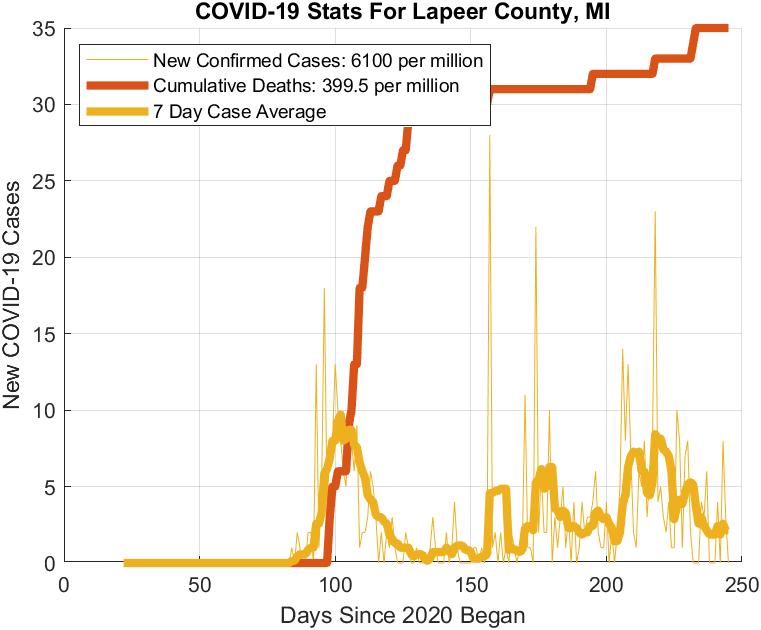 COVID-19 Stats For Lapeer County, MI
New Confirmed Cases: 6100 per million
Cumulative Deaths: 399.5 per million
7 Day Case Average
New COVID-19 Cases
35
30
25
20
15
10
5
0
0 50 100 150 200 250
Days Since 2020 Began